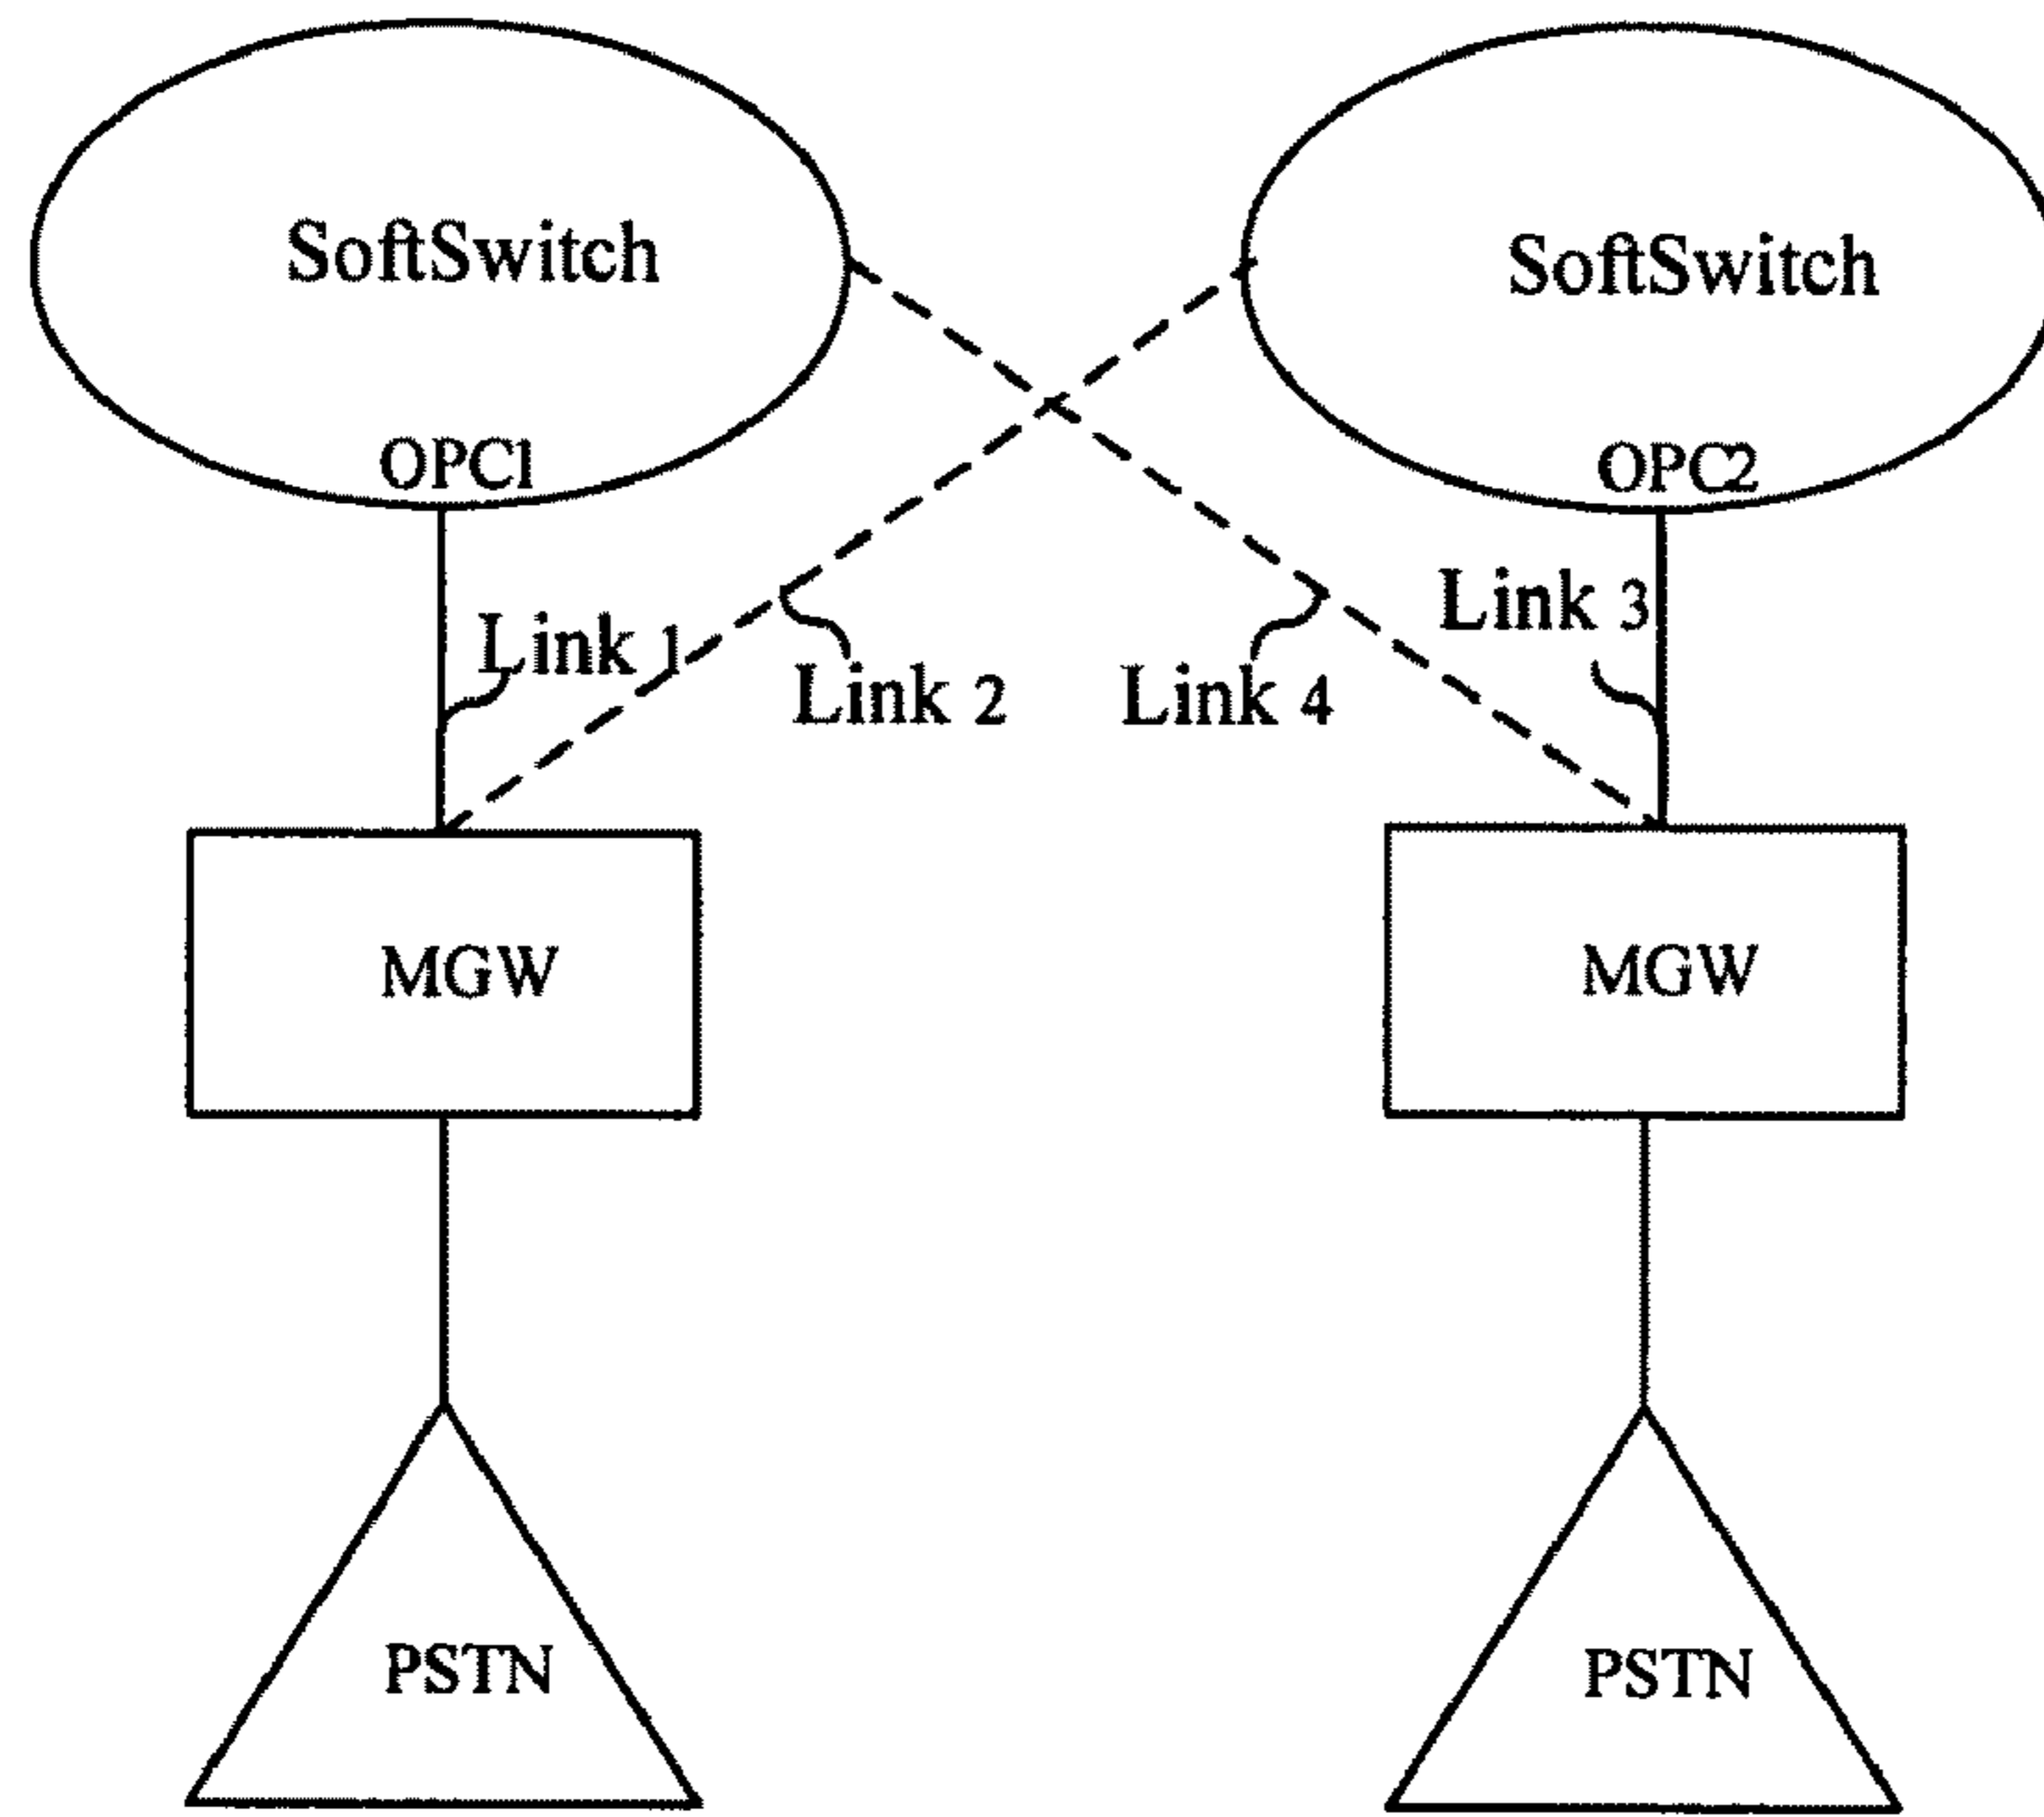 SoftSwitch
SoftSwitch
OPC1
OPC2
Link 1
Link 2
Link 4
Link 3
MGW
MGW
PSTN
PSTN